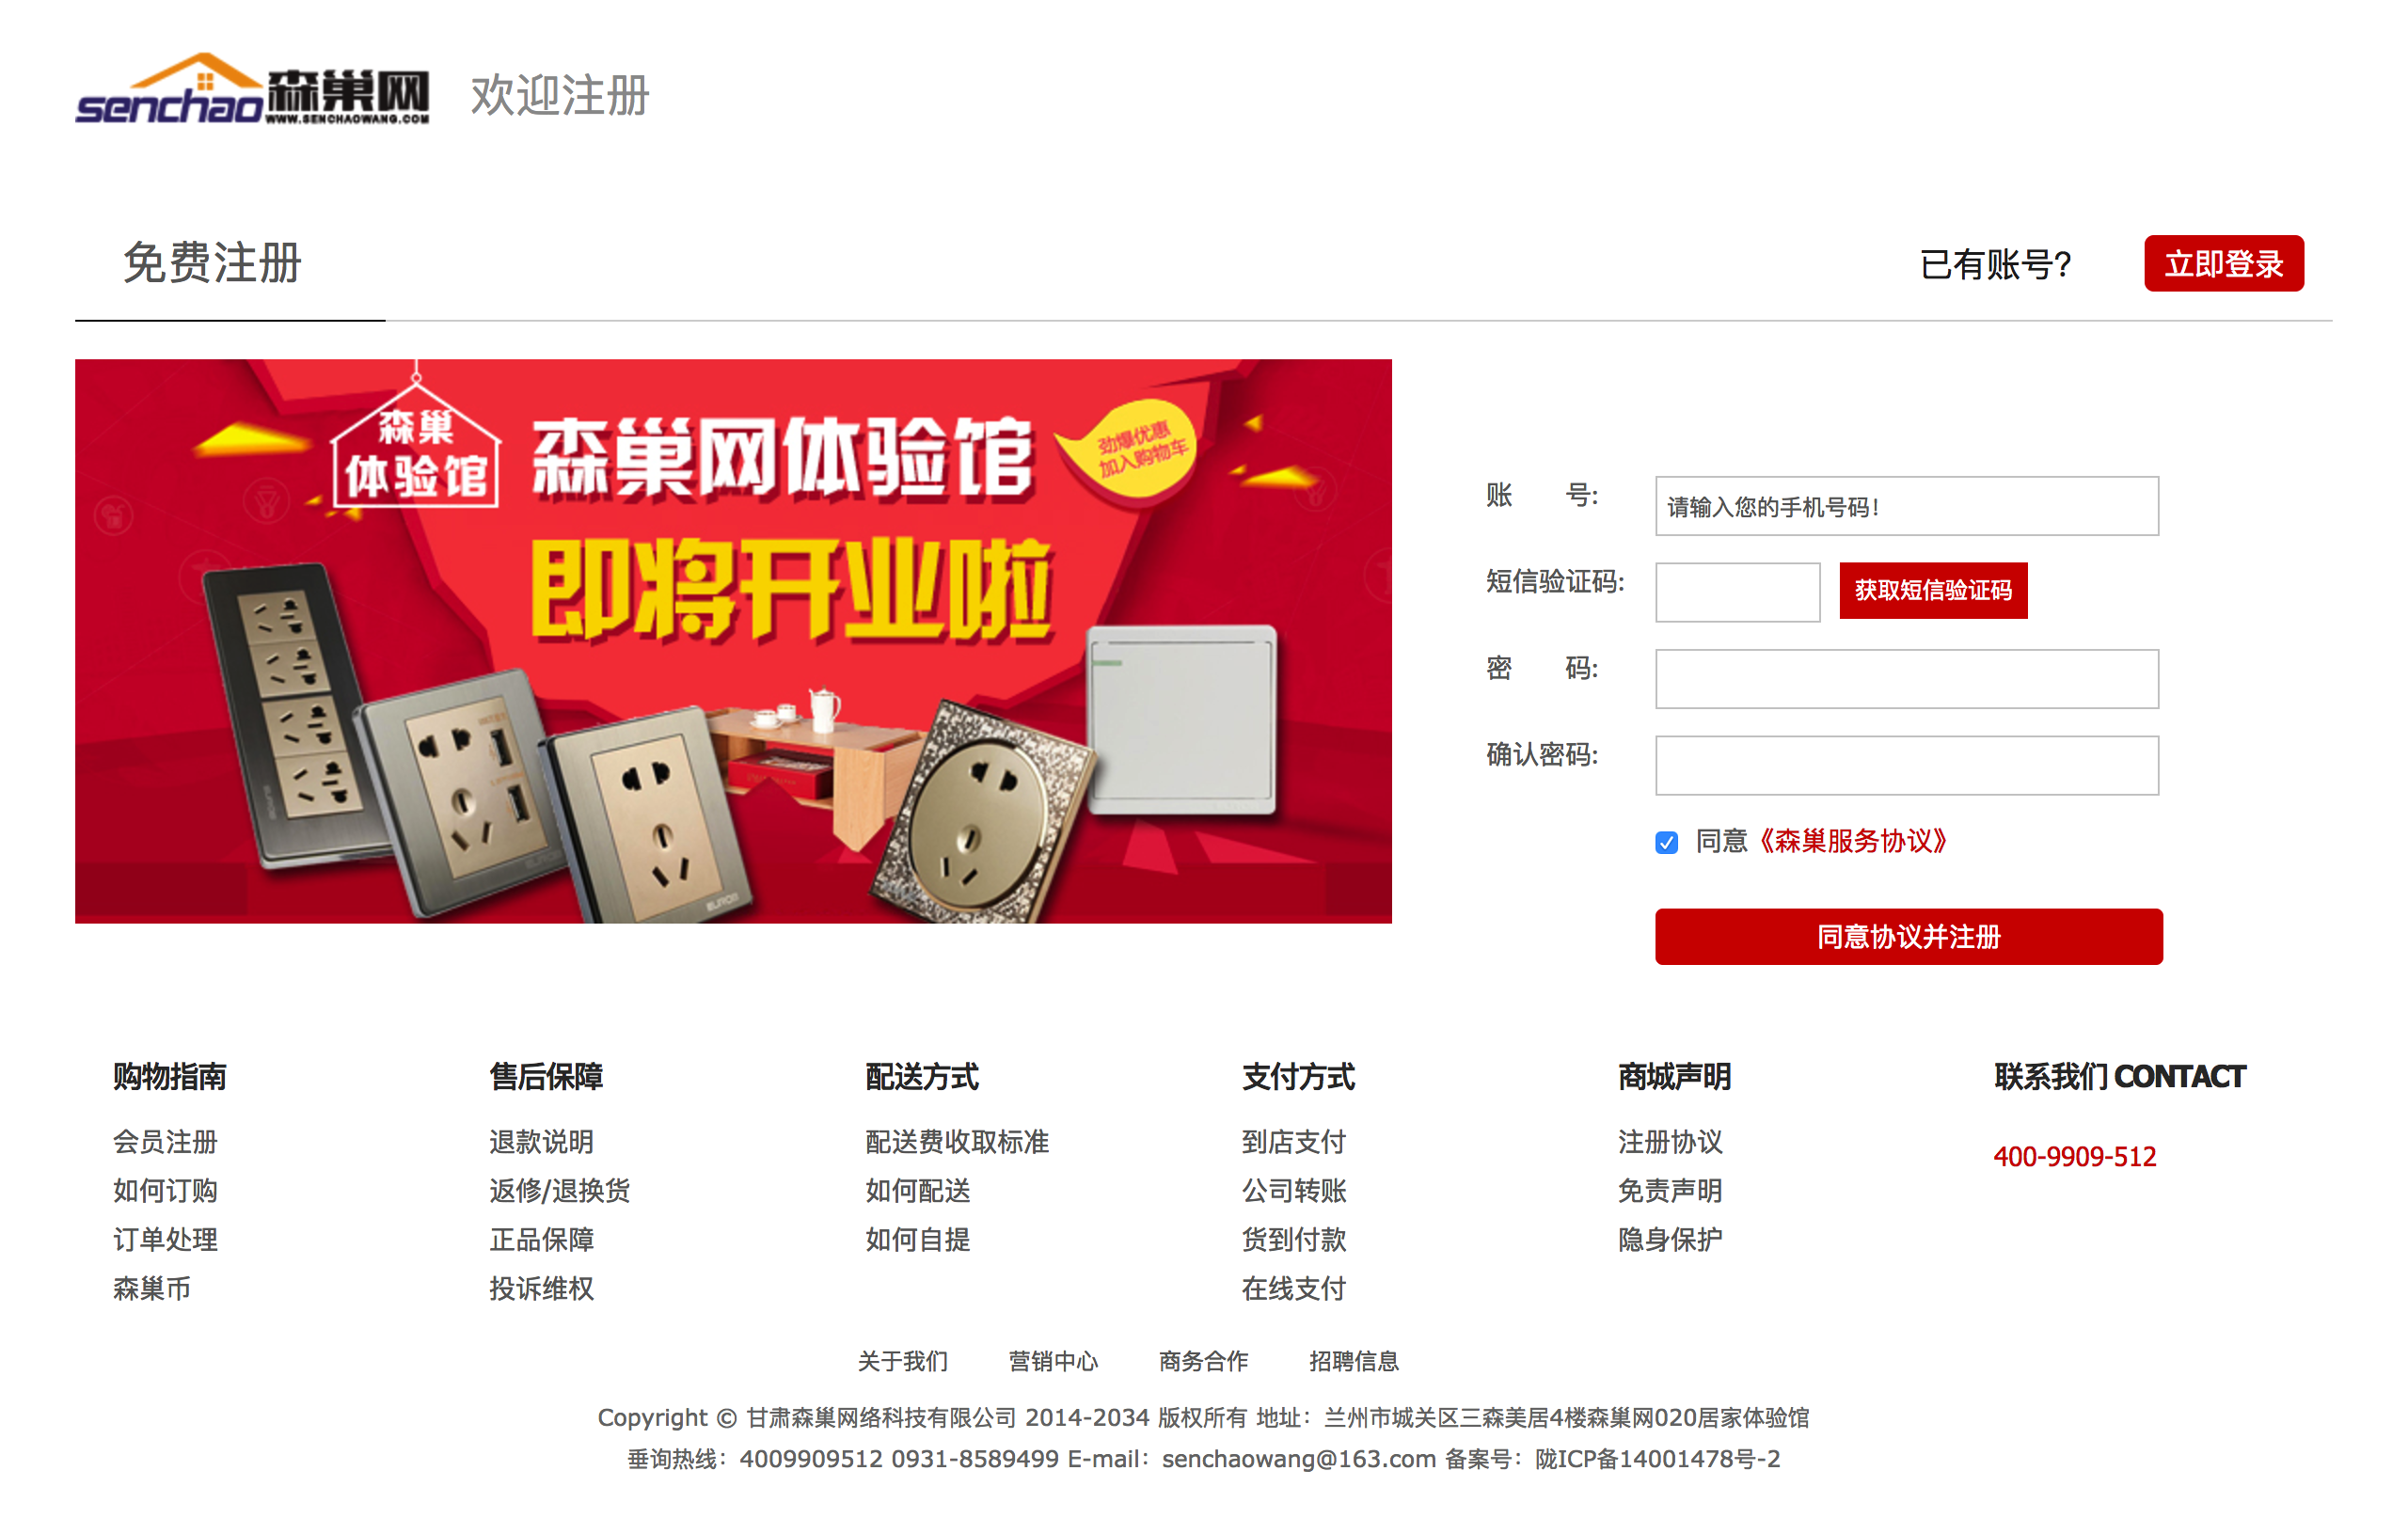 senchao 森巢网 欢迎注册
WWW.SENCHAOWANG.COM
免费注册
已有账号?
立即登录
森巢
体验馆
森巢网体验馆
即将开业啦
劲爆优惠
加入购物车
账 号:
请输入您的手机号码!
短信验证码:
获取短信验证码
密 码:
确认密码:
同意《森巢服务协议》
同意协议并注册
购物指南
会员注册
如何订购
订单处理
森巢币
售后保障
退款说明
返修/退换货
正品保障
投诉维权
配送方式
配送费收取标准
如何配送
如何自提
支付方式
到店支付
公司转账
货到付款
在线支付
商城声明
注册协议
免责声明
隐身保护
联系我们 CONTACT
400-9909-512
关于我们 营销中心 商务合作 招聘信息
Copyright © 甘肃森巢网络科技有限公司 2014-2034 版权所有 地址：兰州市城关区三森美居4楼森巢网020居家体验馆
垂询热线：4009909512 0931-8589499 E-mail：senchaowang@163.com 备案号：陇ICP备14001478号-2